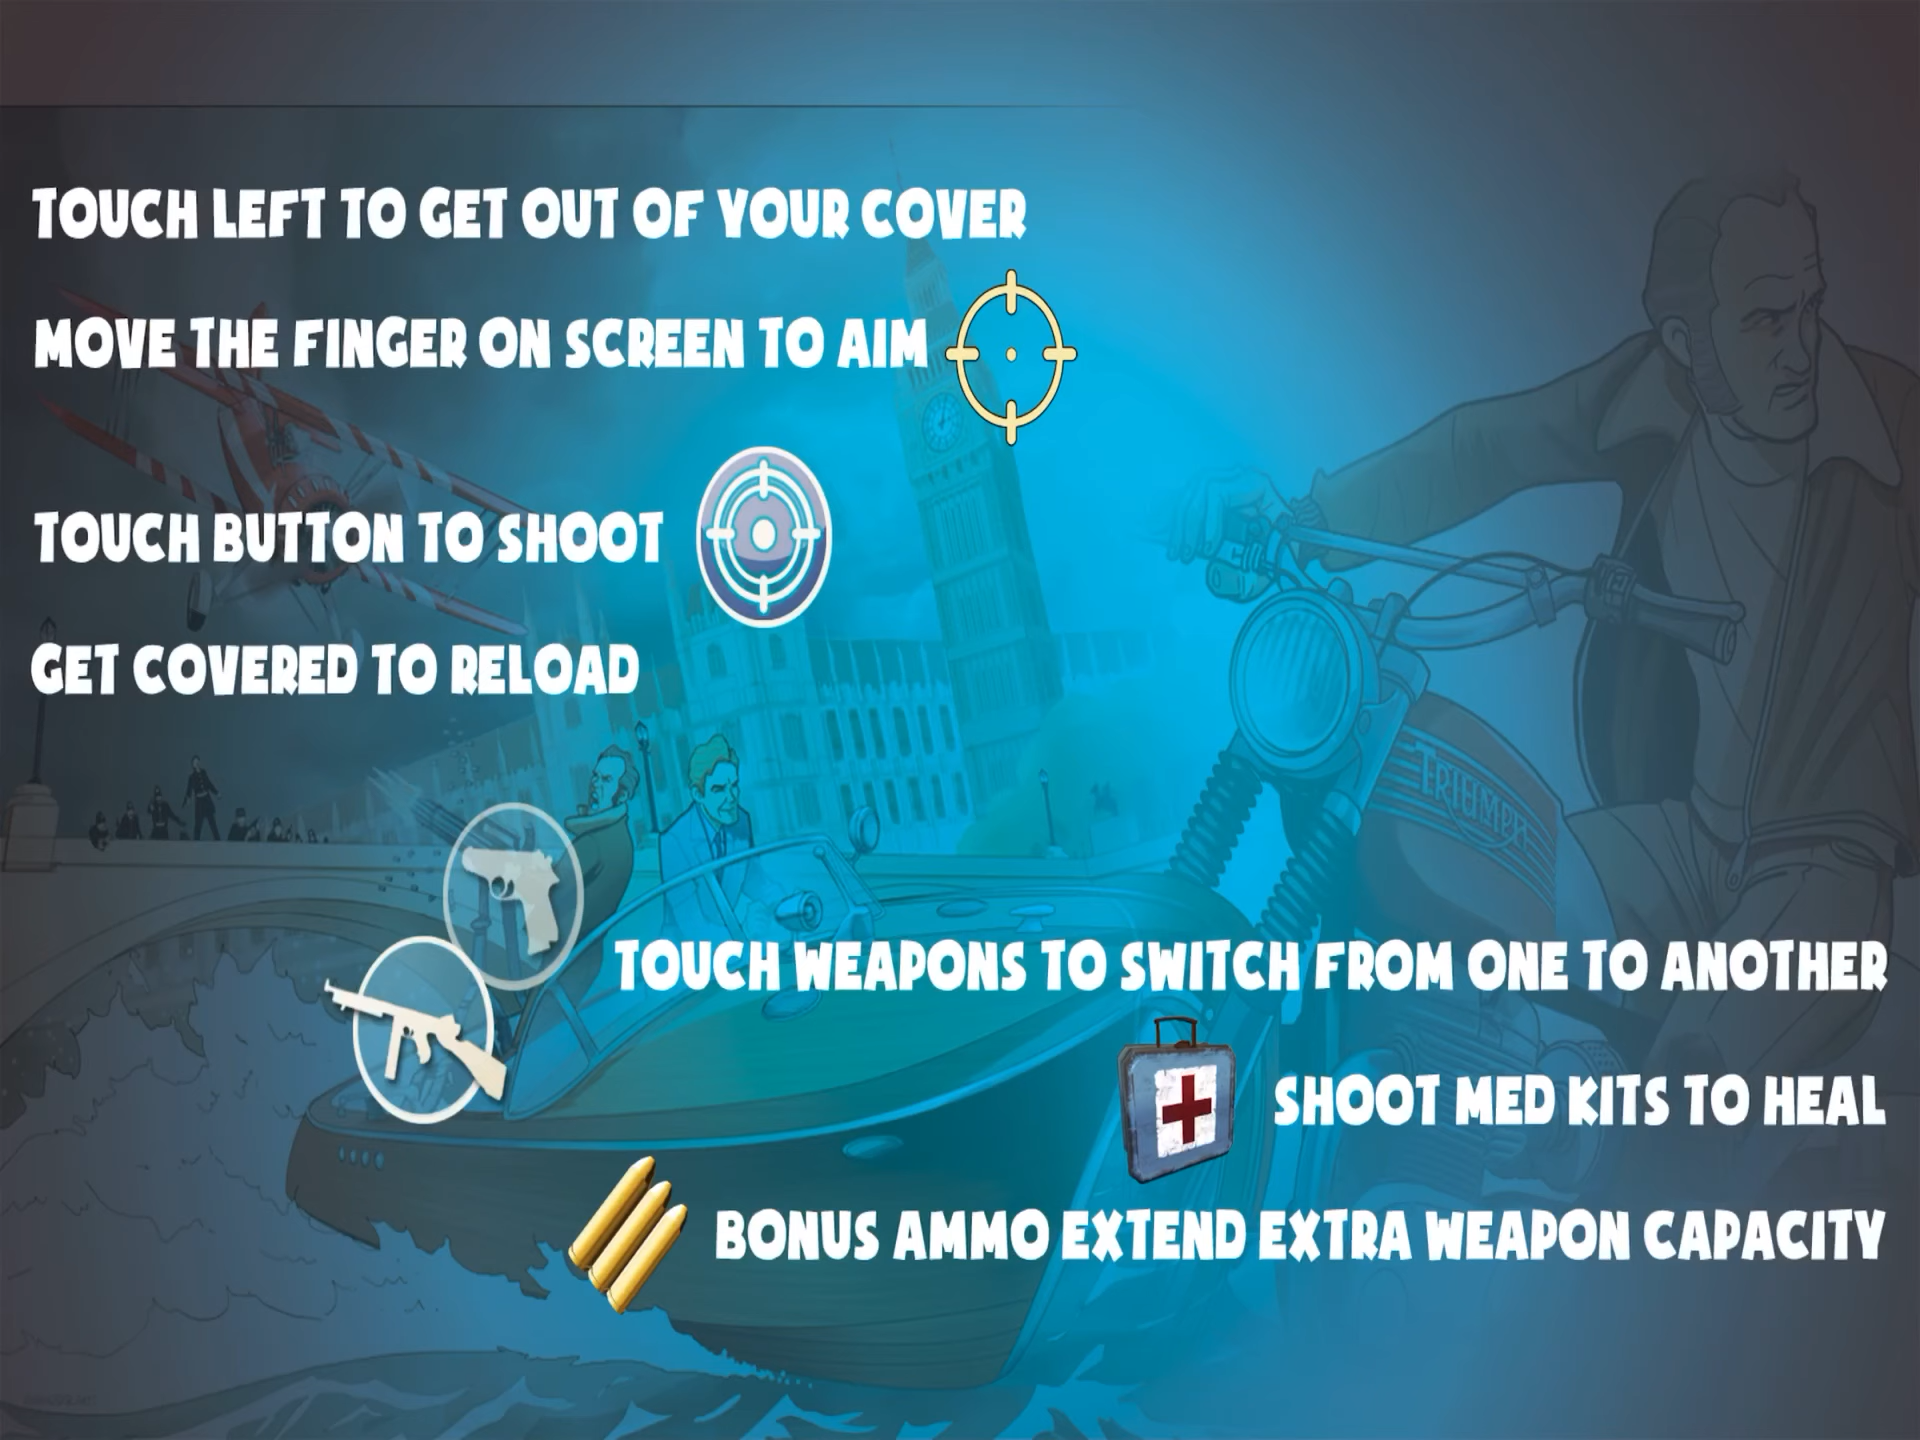 TOUCH LEFT TO GET OUT OF YOUR COVER
MOVE THE FINGER ON SCREEN TO AIM
TOUCH BUTTON TO SHOOT
GET COVERED TO RELOAD
TRIUMPH
TOUCH WEAPONS TO SWITCH FROM ONE TO ANOTHER
SHOOT MED KITS TO HEAL
BONUS AMMO EXTEND EXTRA WEAPON CAPACITY